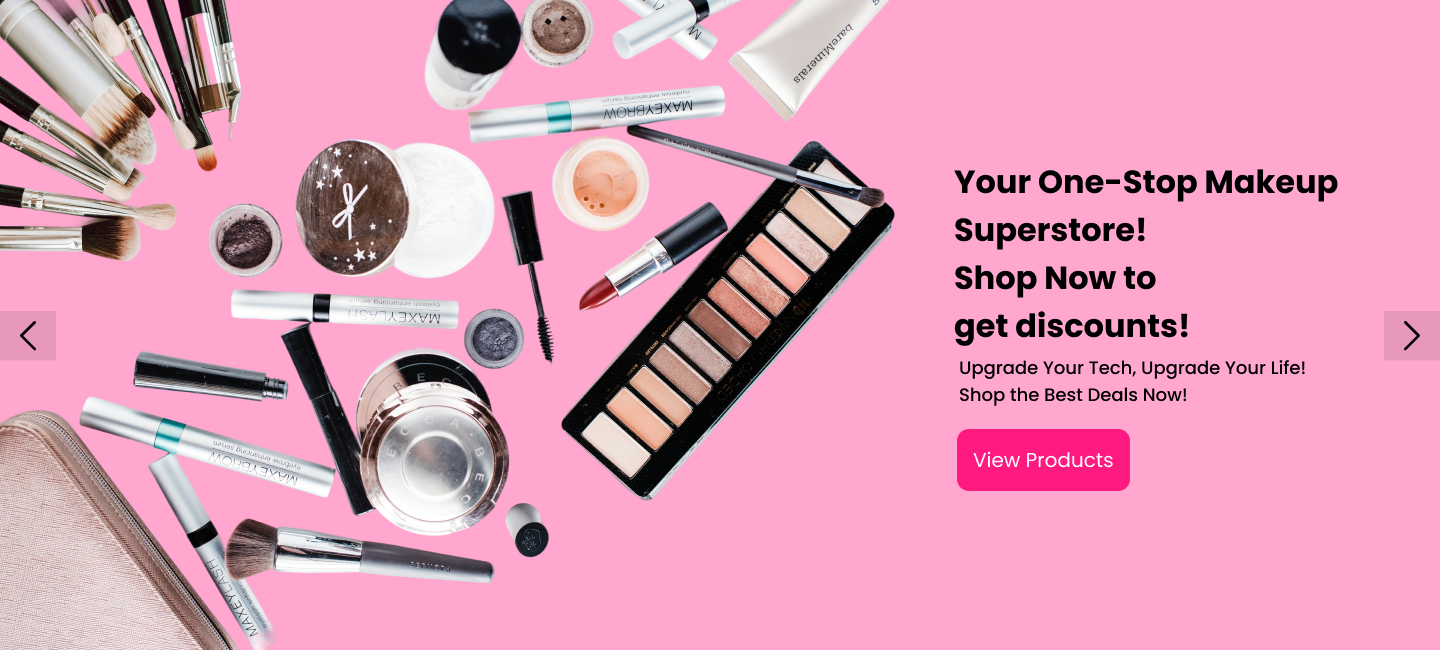 bareMinerals
MAXEYBROW
eyebrow enhancing serum
Your One-Stop Makeup
Superstore!
Shop Now to
get discounts!
MAXEYLASH
eyelash enhancing serum
Upgrade Your Tech, Upgrade Your Life!
Shop the Best Deals Now!
View Products
MAXEYBROW
eyebrow enhancing serum
BECCA
MAXEYLASH